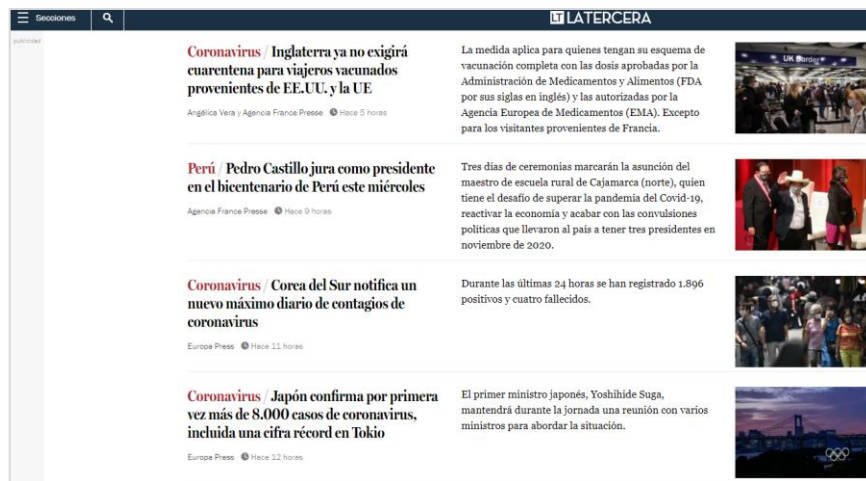 Secciones
LT LATERCERA
publicidad
Coronavirus / Inglaterra ya no exigirá
cuarentena para viajeros vacunados
provenientes de EE.UU. y la UE
Angélica Vera y Agencia France Presse Hace 5 horas
La medida aplica para quienes tengan su esquema de
vacunación completa con las dosis aprobadas por la
Administración de Medicamentos y Alimentos (FDA
por sus siglas en inglés) y las autorizadas por la
Agencia Europea de Medicamentos (EMA). Excepto
para los visitantes provenientes de Francia.
UK Border
Perú / Pedro Castillo jura como presidente
en el bicentenario de Perú este miércoles
Agencia France Presse Hace 9 horas
Tres días de ceremonias marcarán la asunción del
maestro de escuela rural de Cajamarca (norte), quien
tiene el desafío de superar la pandemia del Covid-19,
reactivar la economía y acabar con las convulsiones
políticas que llevaron al país a tener tres presidentes en
noviembre de 2020.
Coronavirus / Corea del Sur notifica un
nuevo máximo diario de contagios de
coronavirus
Europa Press Hace 11 horas
Durante las últimas 24 horas se han registrado 1.896
positivos y cuatro fallecidos.
Coronavirus / Japón confirma por primera
vez más de 8.000 casos de coronavirus,
incluida una cifra récord en Tokio
Europa Press Hace 12 horas
El primer ministro japonés, Yoshihide Suga,
mantendrá durante la jornada una reunión con varios
ministros para abordar la situación.